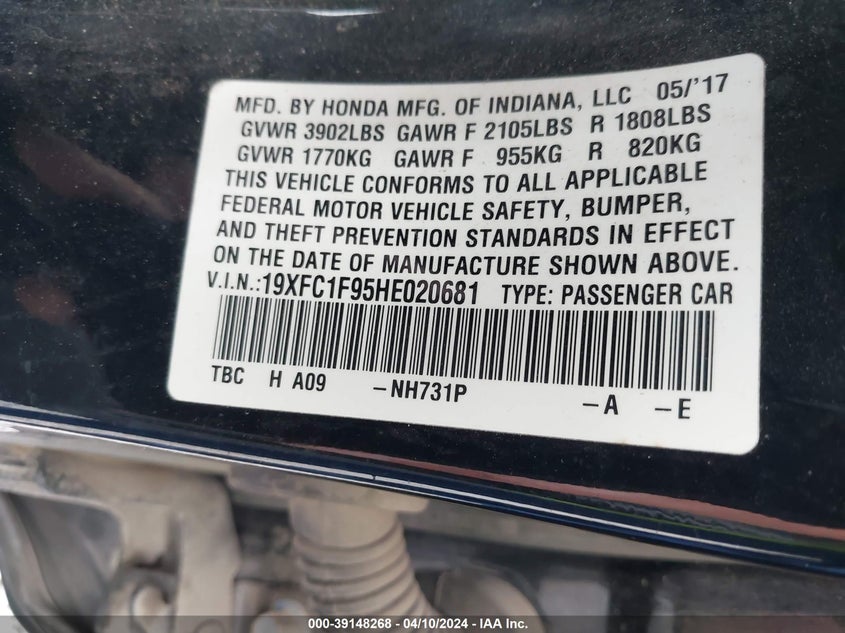 MFD. BY HONDA MFG. OF INDIANA, LLC 05/'17
GVWR 3902LBS GAWR F 2105LBS R 1808LBS
GVWR 1770KG GAWR F 955KG R 820KG
THIS VEHICLE CONFORMS TO ALL APPLICABLE
FEDERAL MOTOR VEHICLE SAFETY, BUMPER,
AND THEFT PREVENTION STANDARDS IN EFFECT
ON THE DATE OF MANUFACTURE SHOWN ABOVE.
V.I.N.:19XFC1F95HE020681 TYPE: PASSENGER CAR
TBC H A09 -NH731P -A -E
000-39148268 - 04/10/2024 - IAA Inc.